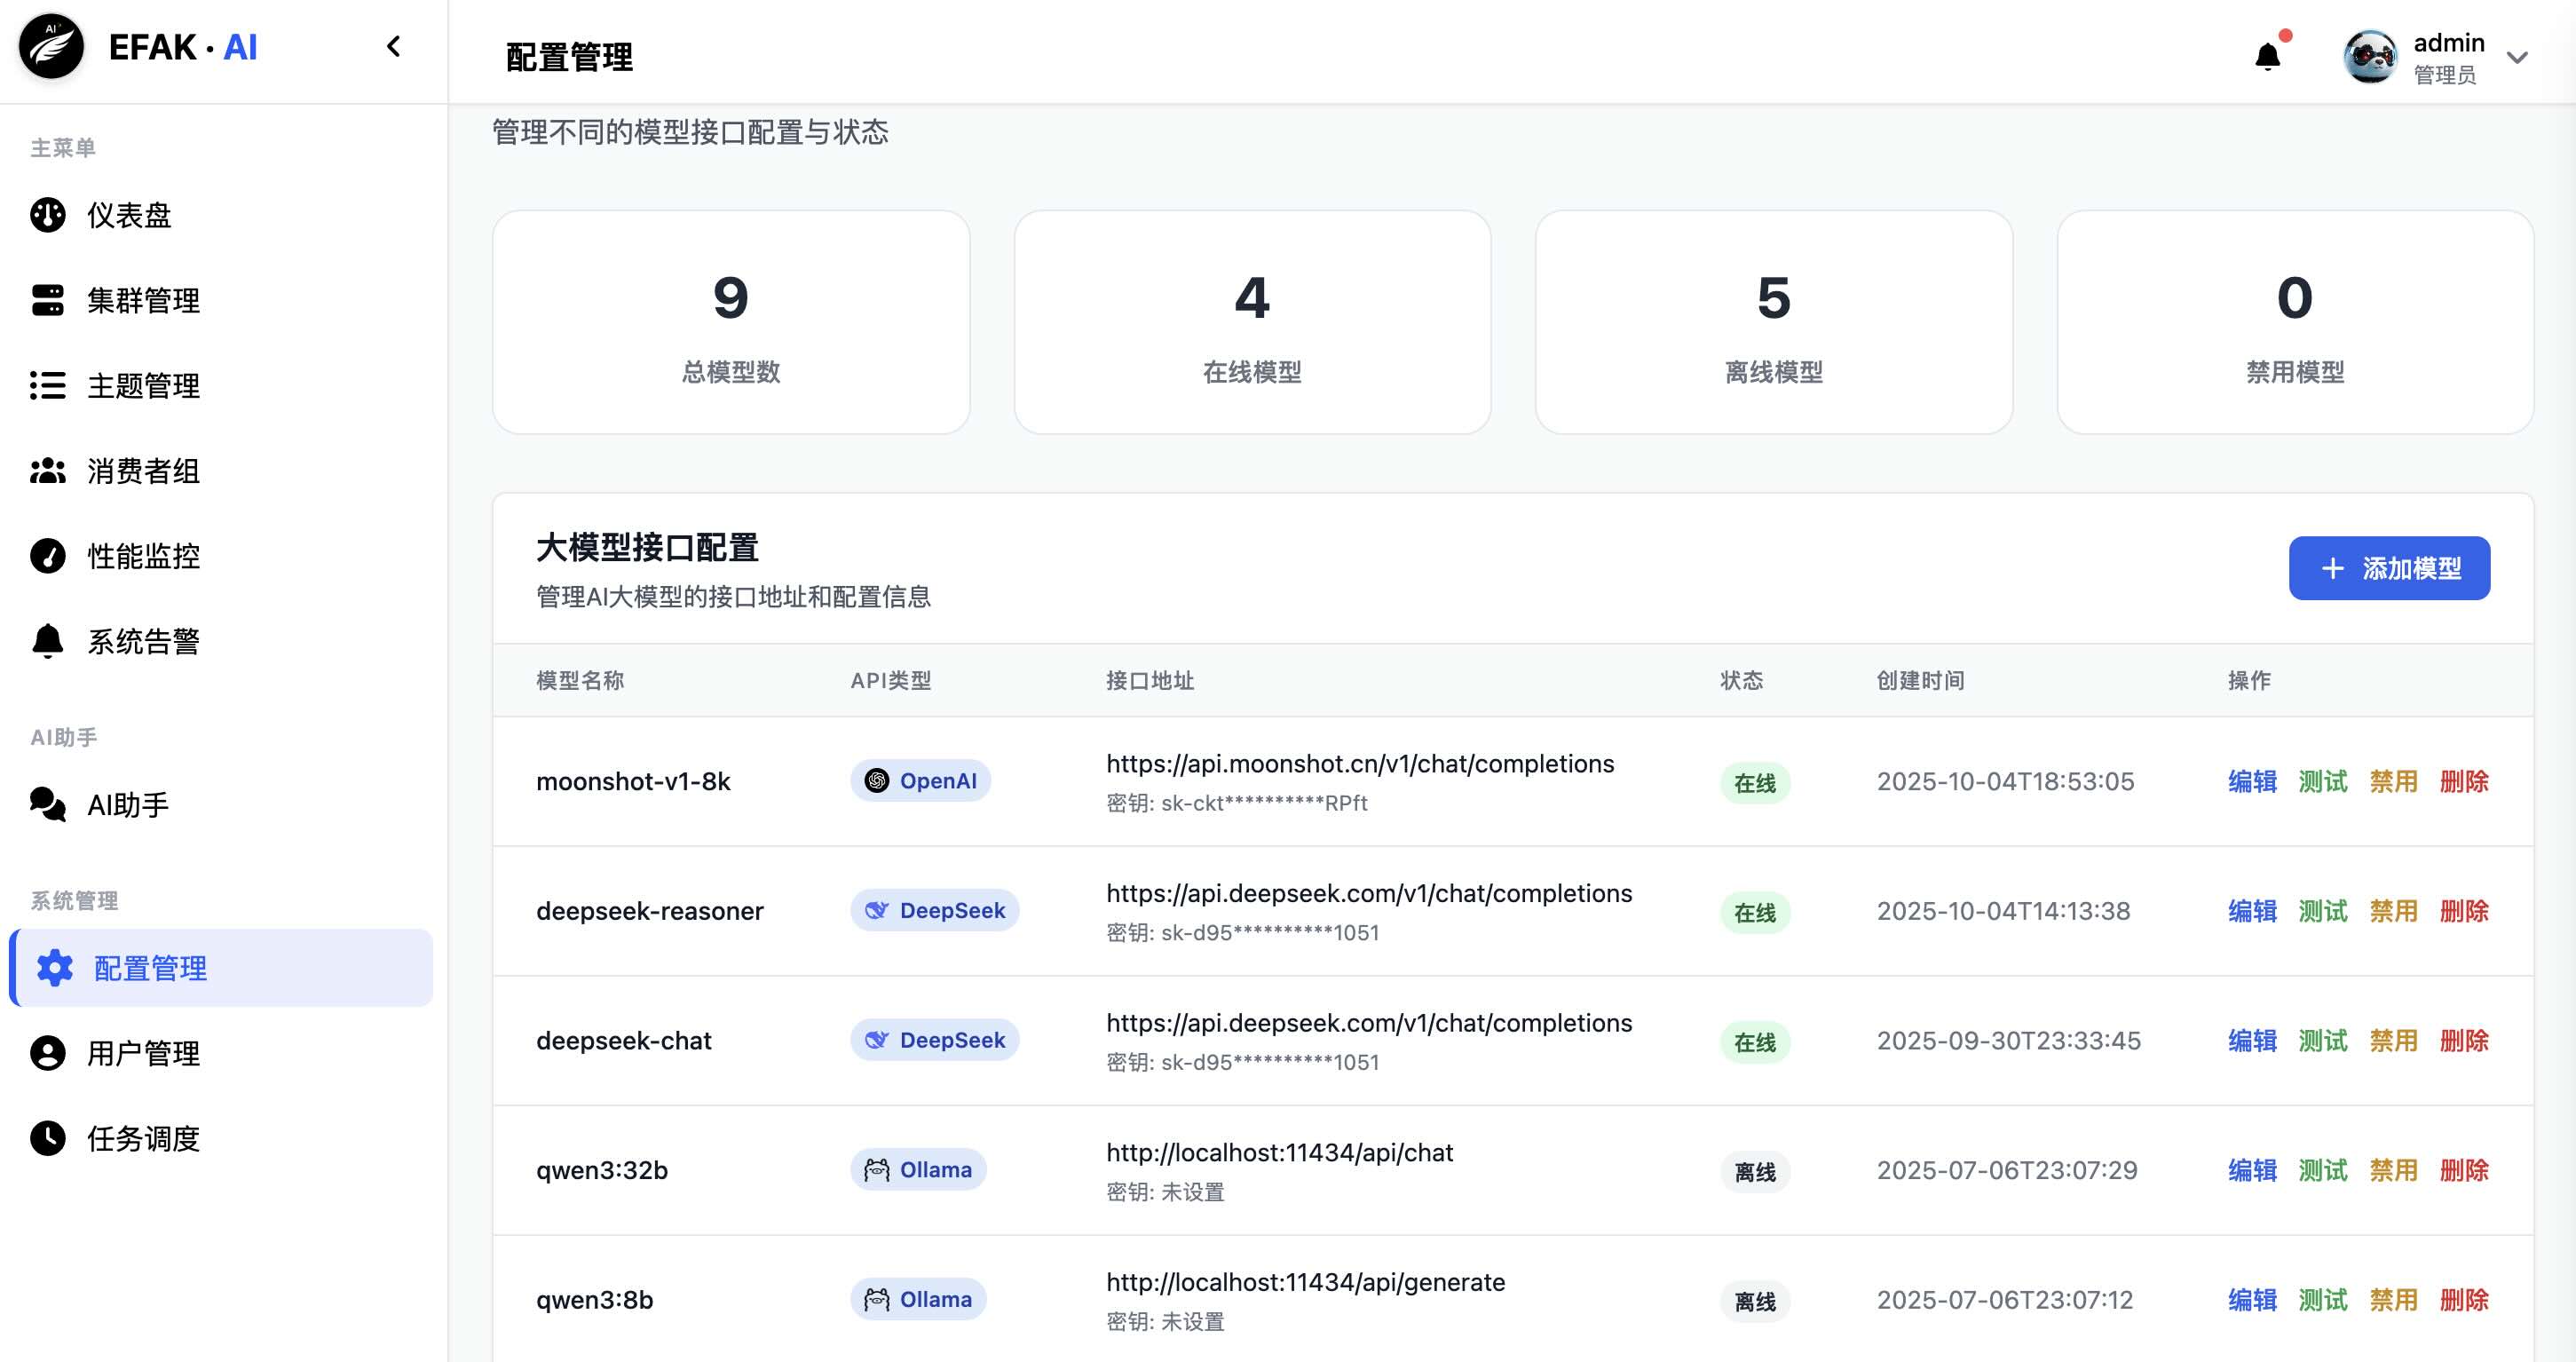 AI
EFAK · AI
配置管理
admin
管理员
主菜单
仪表盘
集群管理
主题管理
消费者组
性能监控
系统告警
AI助手
AI助手
系统管理
配置管理
用户管理
任务调度
管理不同的模型接口配置与状态
9
总模型数
4
在线模型
5
离线模型
0
禁用模型
大模型接口配置
管理AI大模型的接口地址和配置信息
添加模型
模型名称 API类型 接口地址 状态 创建时间 操作
moonshot-v1-8k OpenAI https://api.moonshot.cn/v1/chat/completions 在线 2025-10-04T18:53:05 编辑 测试 禁用 删除
密钥: sk-ckt**********RPft
deepseek-reasoner DeepSeek https://api.deepseek.com/v1/chat/completions 在线 2025-10-04T14:13:38 编辑 测试 禁用 删除
密钥: sk-d95**********1051
deepseek-chat DeepSeek https://api.deepseek.com/v1/chat/completions 在线 2025-09-30T23:33:45 编辑 测试 禁用 删除
密钥: sk-d95**********1051
qwen3:32b Ollama http://localhost:11434/api/chat 离线 2025-07-06T23:07:29 编辑 测试 禁用 删除
密钥: 未设置
qwen3:8b Ollama http://localhost:11434/api/generate 离线 2025-07-06T23:07:12 编辑 测试 禁用 删除
密钥: 未设置